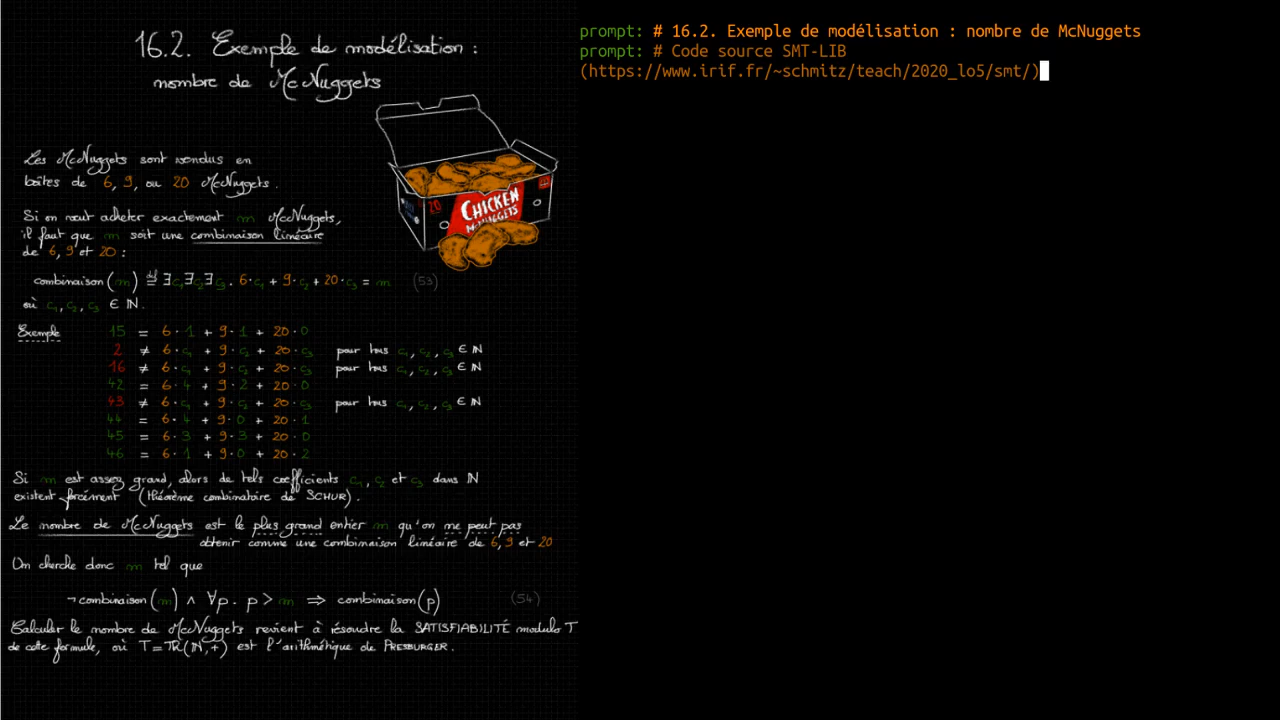 16.2. Exemple de modélisation :
nombre de McNuggets
Les McNuggets sont vendus en
boîtes de 6, 9, ou 20 McNuggets.
Si on veut acheter exactement m McNuggets,
il faut que m soit une combinaison linéaire
de 6, 9 et 20 :
combinaison(m) ≝ ∃c₁∃c₂∃c₃. 6·c₁ + 9·c₂ + 20·c₃ = m (53)
où c₁, c₂, c₃ ∈ ℕ.
Exemple 15 = 6·1 + 9·1 + 20·0
2 ≠ 6·c₁ + 9·c₂ + 20·c₃ pour tous c₁, c₂, c₃ ∈ ℕ
16 ≠ 6·c₁ + 9·c₂ + 20·c₃ pour tous c₁, c₂, c₃ ∈ ℕ
42 = 6·4 + 9·2 + 20·0
43 ≠ 6·c₁ + 9·c₂ + 20·c₃ pour tous c₁, c₂, c₃ ∈ ℕ
44 = 6·4 + 9·0 + 20·1
45 = 6·3 + 9·3 + 20·0
46 = 6·1 + 9·0 + 20·2
Si m est assez grand, alors de tels coefficients c₁, c₂ et c₃ dans ℕ
existent forcément (théorème combinatoire de SCHUR).
Le nombre de McNuggets est le plus grand entier m qu'on ne peut pas
obtenir comme une combinaison linéaire de 6, 9 et 20
On cherche donc m tel que
¬combinaison(m) ∧ ∀p. p > m ⇒ combinaison(p) (54)
Calculer le nombre de McNuggets revient à résoudre la SATISFIABILITÉ modulo T
de cette formule, où T = Th(ℕ,+) est l'arithmétique de PRESBURGER.
20
CHICKEN
McNUGGETS
prompt: # 16.2. Exemple de modélisation : nombre de McNuggets
prompt: # Code source SMT-LIB
(https://www.irif.fr/~schmitz/teach/2020_lo5/smt/)